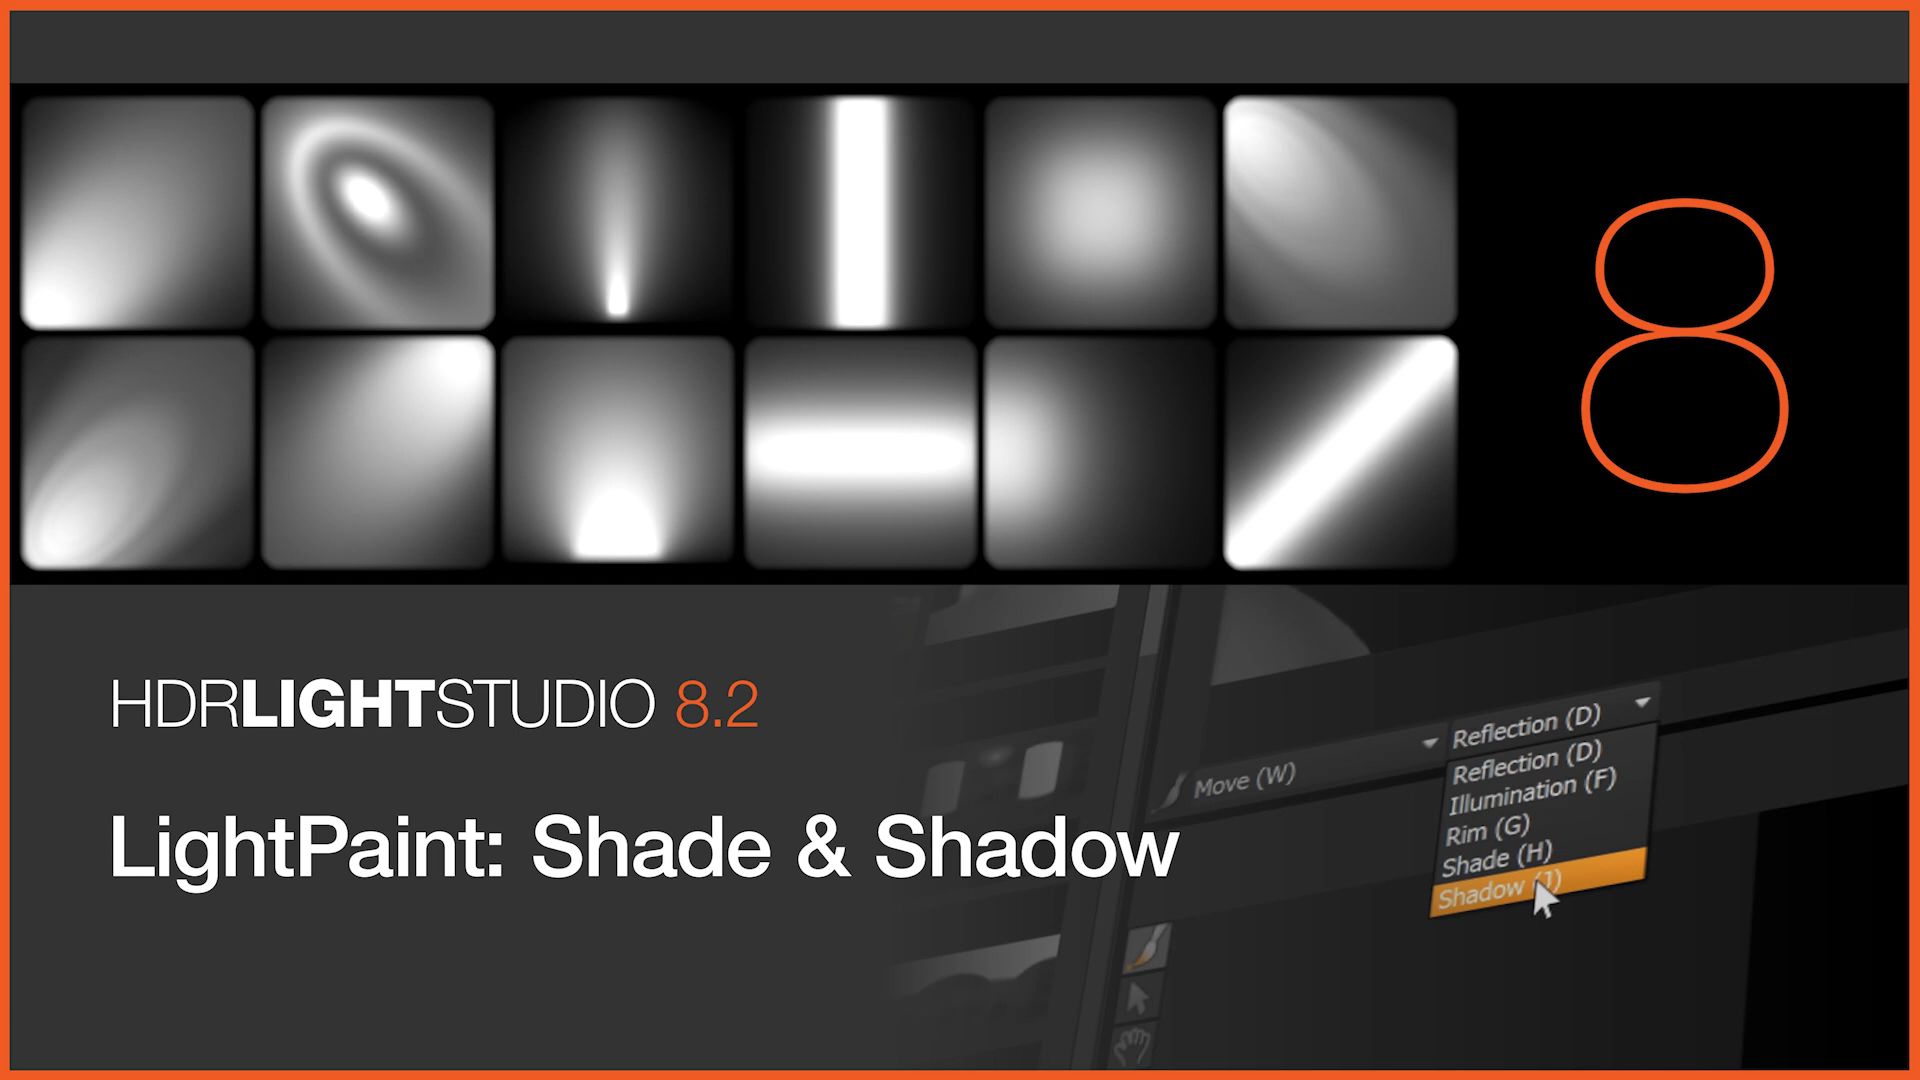 8
HDRLIGHTSTUDIO 8.2
LightPaint: Shade & Shadow
Move (W)
Reflection (D)
Reflection (D)
Illumination (F)
Rim (G)
Shade (H)
Shadow (J)